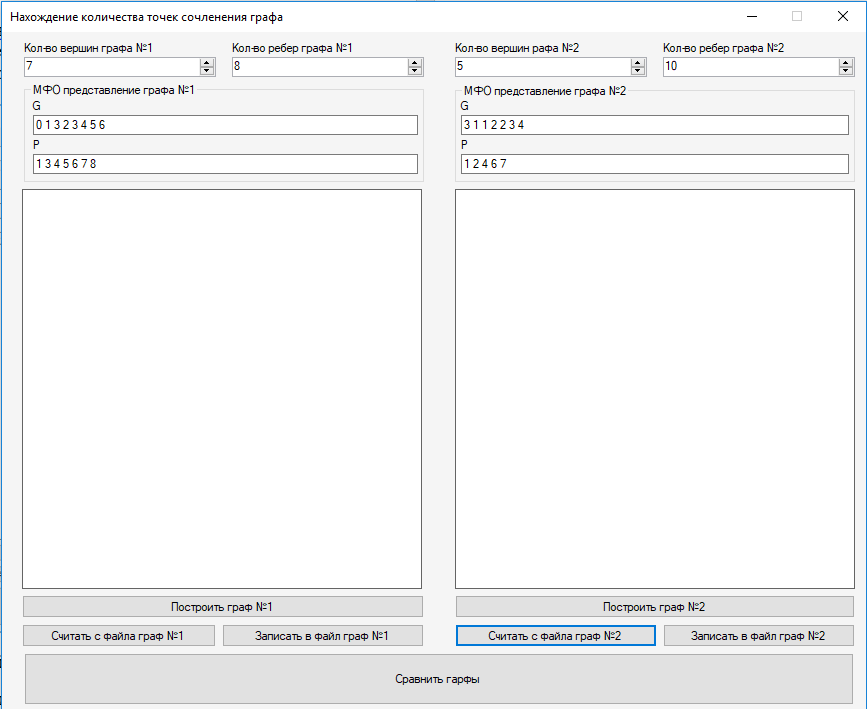 Нахождение количества точек сочленения графа
Кол-во вершин графа №1
Кол-во ребер графа №1
Кол-во вершин рафа №2
Кол-во ребер графа №2
7
8
5
10
МФО представление графа №1
G
0 1 3 2 3 4 5 6
P
1 3 4 5 6 7 8
МФО представление графа №2
G
3 1 1 2 2 3 4
P
1 2 4 6 7
Построить граф №1
Построить граф №2
Считать с файла граф №1
Записать в файл граф №1
Считать с файла граф №2
Записать в файл граф №2
Сравнить гарфы